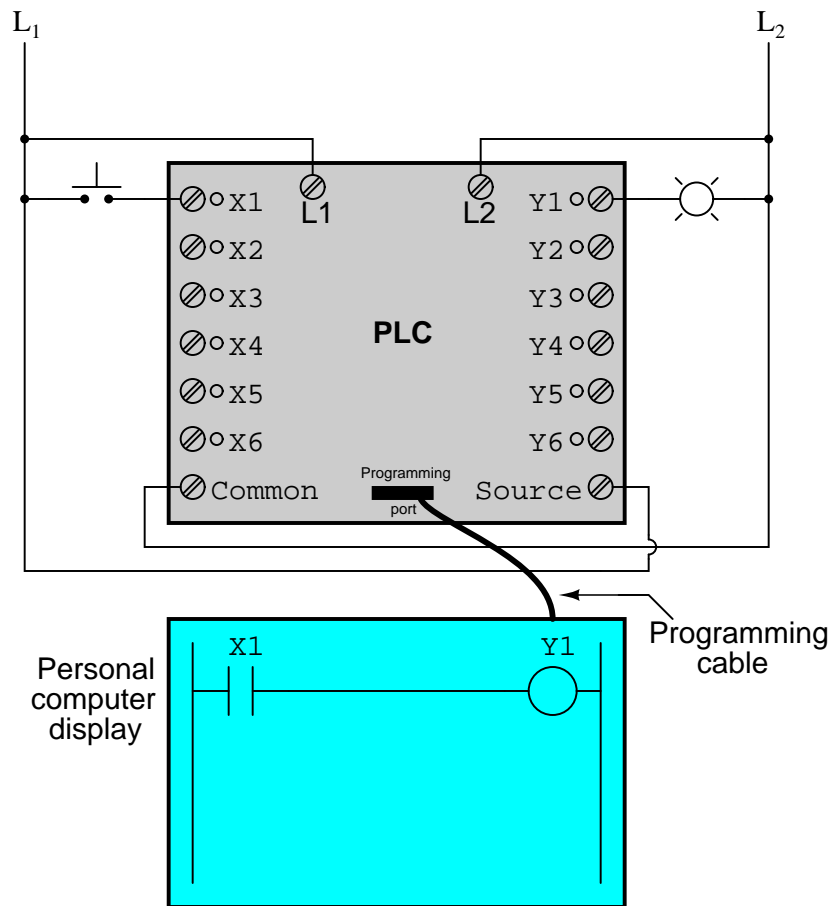 L1 L2
X1 L1 L2 Y1
X2 Y2
X3 Y3
X4 PLC Y4
X5 Y5
X6 Y6
Common Programming port Source
Programming cable
Personal computer display
X1 Y1